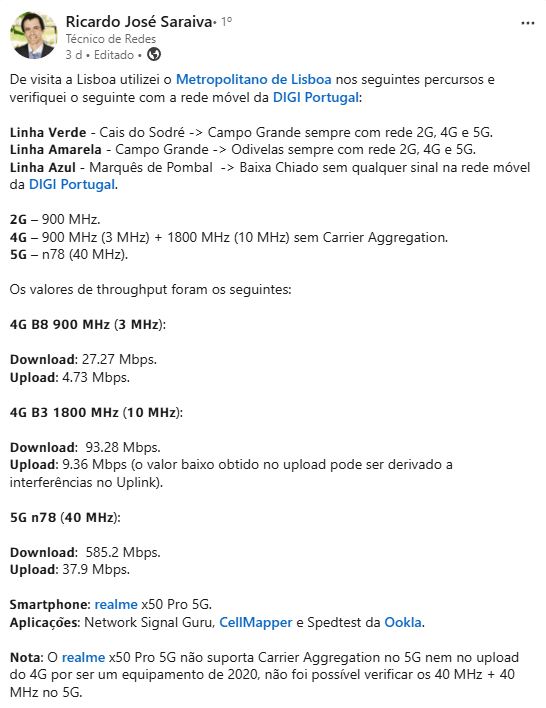 Ricardo José Saraiva• 1º
Técnico de Redes
3 d • Editado •
De visita a Lisboa utilizei o Metropolitano de Lisboa nos seguintes percursos e
verifiquei o seguinte com a rede móvel da DIGI Portugal:
Linha Verde - Cais do Sodré -> Campo Grande sempre com rede 2G, 4G e 5G.
Linha Amarela - Campo Grande -> Odivelas sempre com rede 2G, 4G e 5G.
Linha Azul - Marquês de Pombal -> Baixa Chiado sem qualquer sinal na rede móvel
da DIGI Portugal.
2G – 900 MHz.
4G – 900 MHz (3 MHz) + 1800 MHz (10 MHz) sem Carrier Aggregation.
5G – n78 (40 MHz).
Os valores de throughput foram os seguintes:
4G B8 900 MHz (3 MHz):
Download: 27.27 Mbps.
Upload: 4.73 Mbps.
4G B3 1800 MHz (10 MHz):
Download: 93.28 Mbps.
Upload: 9.36 Mbps (o valor baixo obtido no upload pode ser derivado a
interferências no Uplink).
5G n78 (40 MHz):
Download: 585.2 Mbps.
Upload: 37.9 Mbps.
Smartphone: realme x50 Pro 5G.
Aplicações: Network Signal Guru, CellMapper e Spedtest da Ookla.
Nota: O realme x50 Pro 5G não suporta Carrier Aggregation no 5G nem no upload
do 4G por ser um equipamento de 2020, não foi possível verificar os 40 MHz + 40
MHz no 5G.